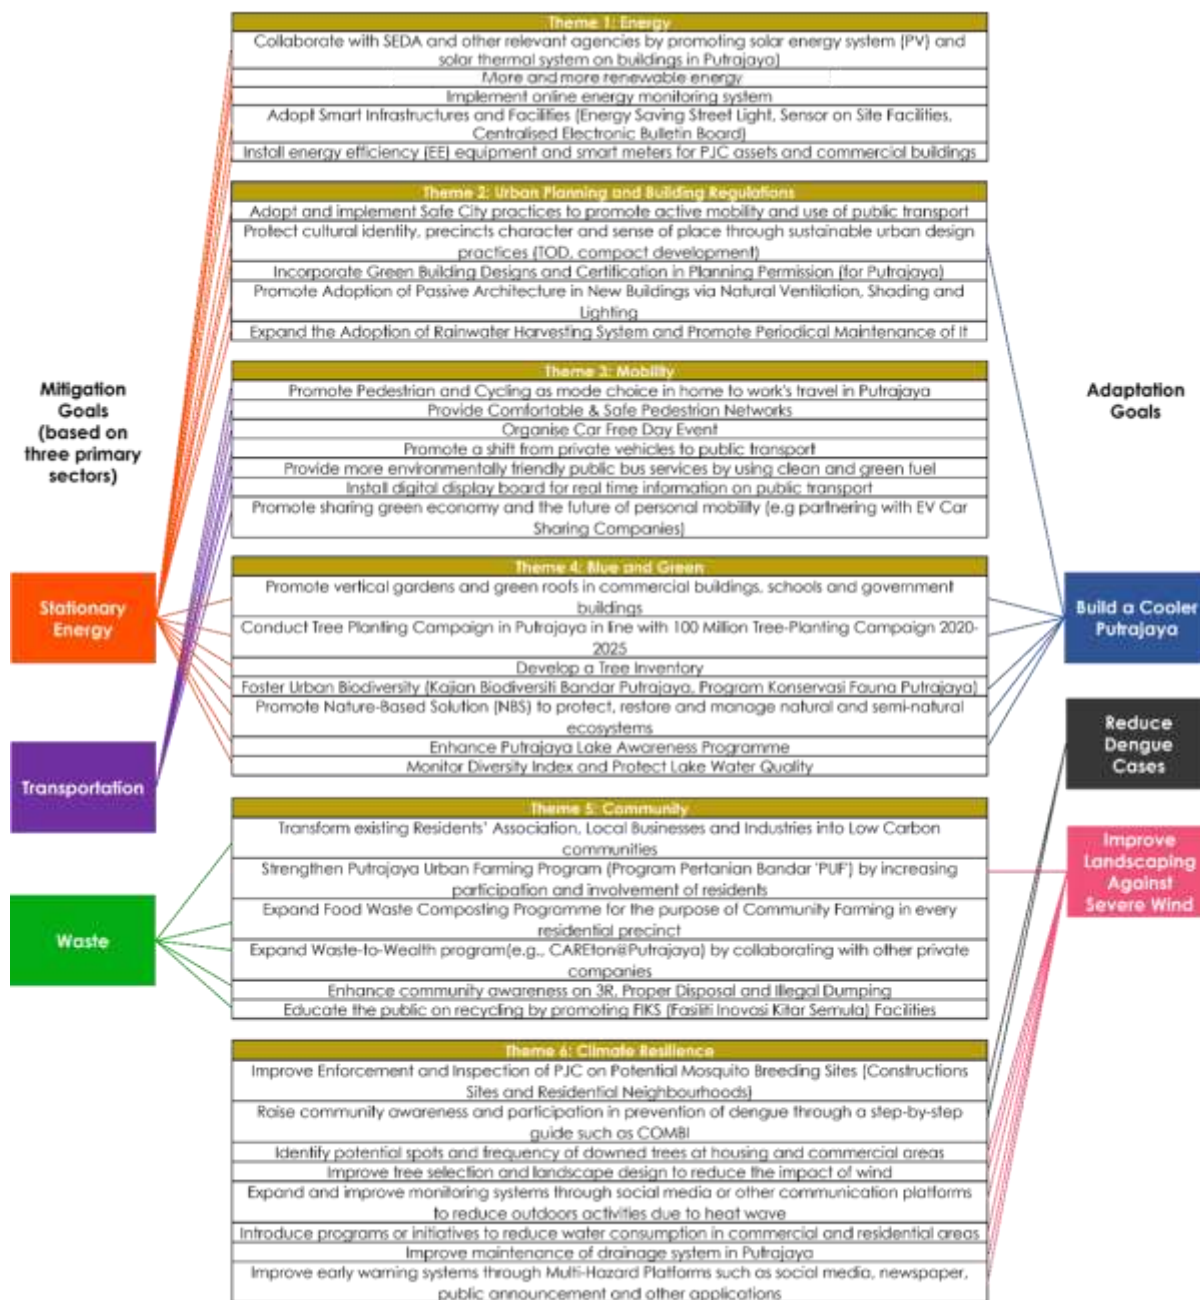 Theme 1: Energy
Collaborate with SEDA and other relevant agencies by promoting solar energy system (PV) and
solar thermal system on buildings in Putrajaya)
More and more renewable energy
Implement online energy monitoring system
Adopt Smart Infrastructures and Facilities (Energy Saving Street Light, Sensor on Site Facilities,
Centralised Electronic Bulletin Board)
Install energy efficiency (EE) equipment and smart meters for PJC assets and commercial buildings
Theme 2: Urban Planning and Building Regulations
Adopt and implement Safe City practices to promote active mobility and use of public transport
Protect cultural identity, precincts character and sense of place through sustainable urban design
practices (TOD, compact development)
Incorporate Green Building Designs and Certification in Planning Permission (for Putrajaya)
Promote Adoption of Passive Architecture in New Buildings via Natural Ventilation, Shading and
Lighting
Expand the Adoption of Rainwater Harvesting System and Promote Periodical Maintenance of It
Theme 3: Mobility
Promote Pedestrian and Cycling as mode choice in home to work's travel in Putrajaya
Provide Comfortable & Safe Pedestrian Networks
Organise Car Free Day Event
Promote a shift from private vehicles to public transport
Provide more environmentally friendly public bus services by using clean and green fuel
Install digital display board for real time information on public transport
Promote sharing green economy and the future of personal mobility (e.g partnering with EV Car
Sharing Companies)
Theme 4: Blue and Green
Promote vertical gardens and green roofs in commercial buildings, schools and government
buildings
Conduct Tree Planting Campaign in Putrajaya in line with 100 Million Tree-Planting Campaign 2020-
2025
Develop a Tree Inventory
Foster Urban Biodiversity (Kajian Biodiversiti Bandar Putrajaya, Program Konservasi Fauna Putrajaya)
Promote Nature-Based Solution (NBS) to protect, restore and manage natural and semi-natural
ecosystems
Enhance Putrajaya Lake Awareness Programme
Monitor Diversity Index and Protect Lake Water Quality
Theme 5: Community
Transform existing Residents' Association, Local Businesses and Industries into Low Carbon
communities
Strengthen Putrajaya Urban Farming Program (Program Pertanian Bandar 'PUF') by increasing
participation and involvement of residents
Expand Food Waste Composting Programme for the purpose of Community Farming in every
residential precinct
Expand Waste-to-Wealth program(e.g., CAREton@Putrajaya) by collaborating with other private
companies
Enhance community awareness on 3R, Proper Disposal and Illegal Dumping
Educate the public on recycling by promoting FIKS (Fasiliti Inovasi Kitar Semula) Facilities
Theme 6: Climate Resilience
Improve Enforcement and Inspection of PJC on Potential Mosquito Breeding Sites (Constructions
Sites and Residential Neighbourhoods)
Raise community awareness and participation in prevention of dengue through a step-by-step
guide such as COMBI
Identify potential spots and frequency of downed trees at housing and commercial areas
Improve tree selection and landscape design to reduce the impact of wind
Expand and improve monitoring systems through social media or other communication platforms
to reduce outdoors activities due to heat wave
Introduce programs or initiatives to reduce water consumption in commercial and residential areas
Improve maintenance of drainage system in Putrajaya
Improve early warning systems through Multi-Hazard Platforms such as social media, newspaper,
public announcement and other applications
Mitigation
Goals
(based on
three primary
sectors)
Stationary
Energy
Transportation
Waste
Adaptation
Goals
Build a Cooler
Putrajaya
Reduce
Dengue
Cases
Improve
Landscaping
Against
Severe Wind